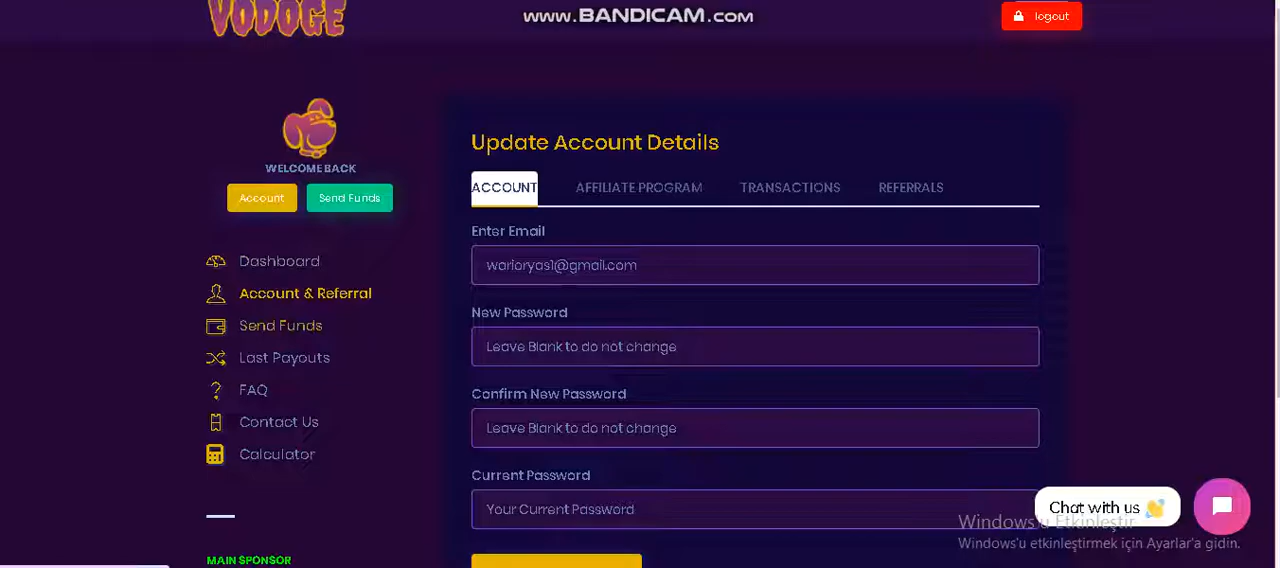 VODOGE
www.BANDICAM.com
logout
WELCOME BACK
Account
Send Funds
Dashboard
Account & Referral
Send Funds
Last Payouts
FAQ
Contact Us
Calculator
MAIN SPONSOR
Update Account Details
ACCOUNT
AFFILIATE PROGRAM
TRANSACTIONS
REFERRALS
Enter Email
warioryas1@gmail.com
New Password
Leave Blank to do not change
Confirm New Password
Leave Blank to do not change
Current Password
Your Current Password
Chat with us
Windows'u Etkinleştir
Windows'u etkinleştirmek için Ayarlar'a gidin.